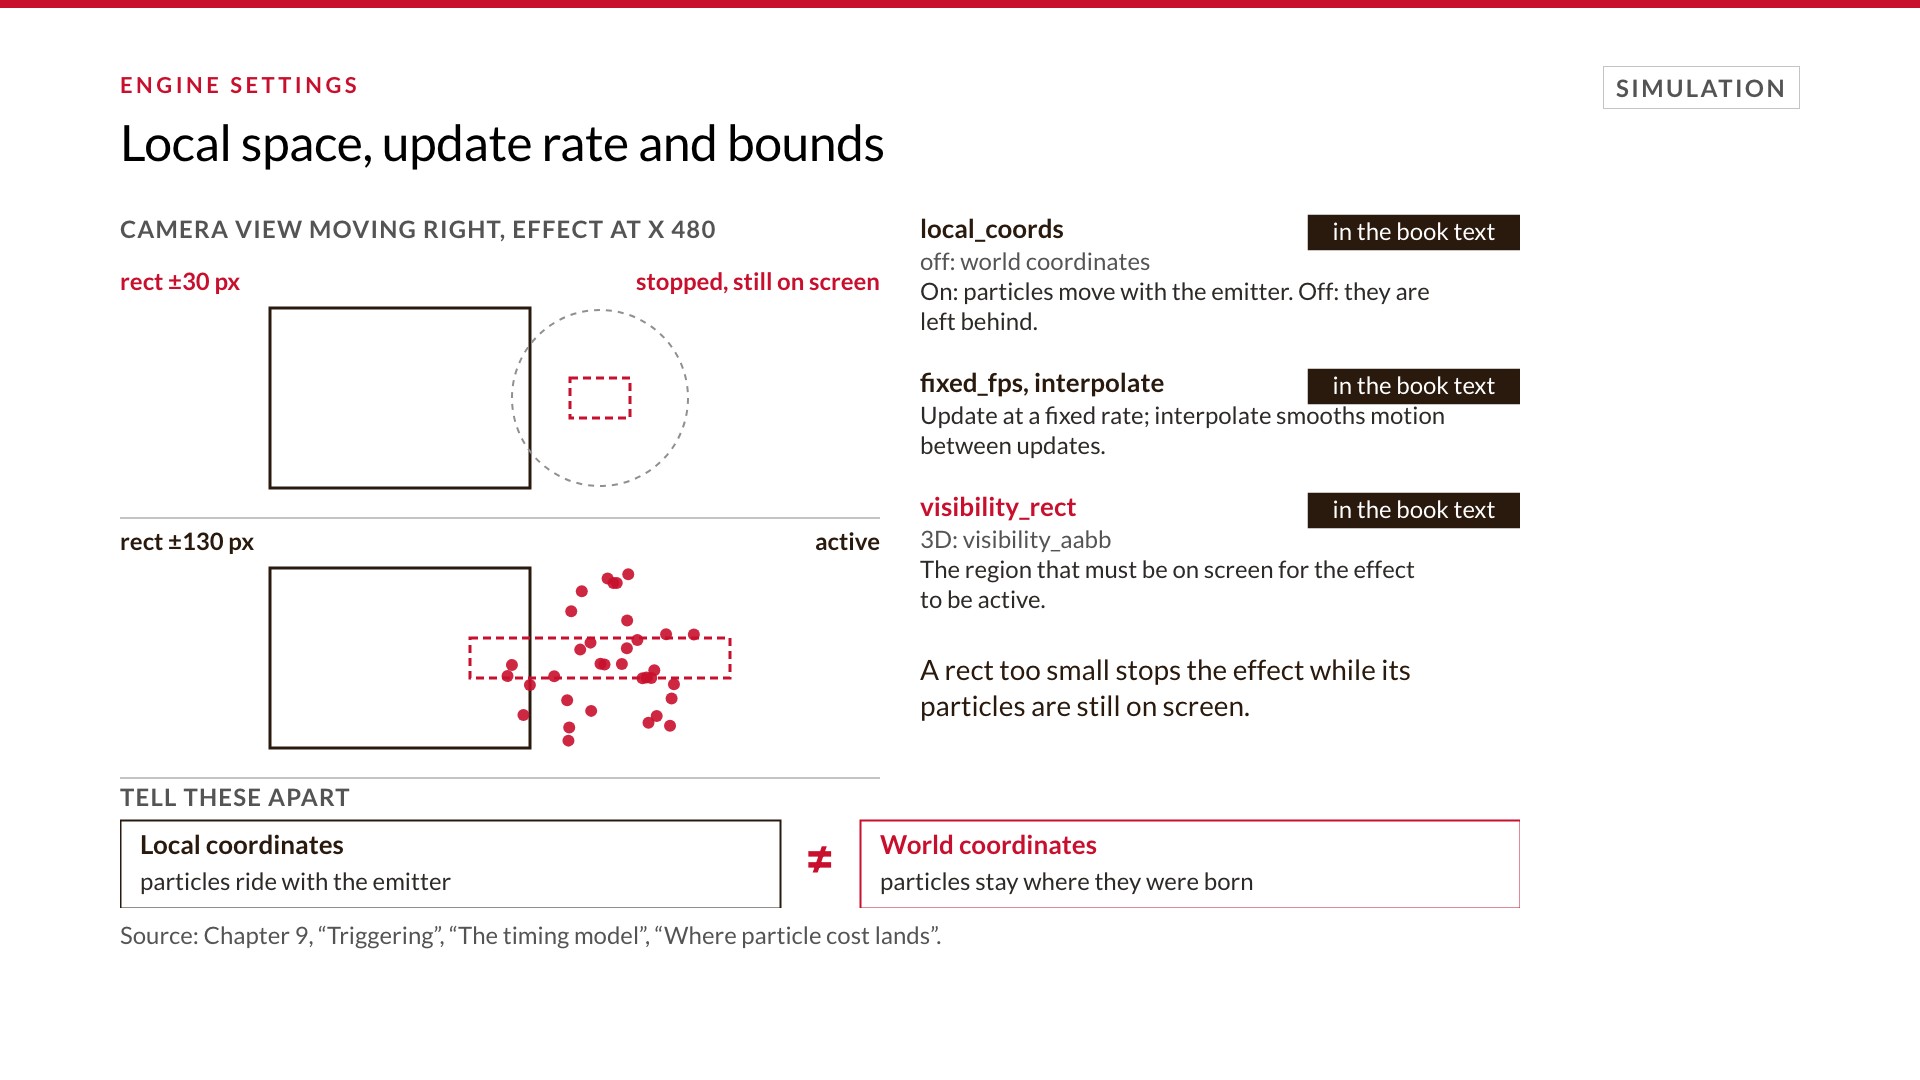 ENGINE SETTINGS
SIMULATION
Local space, update rate and bounds
CAMERA VIEW MOVING RIGHT, EFFECT AT X 480
rect ±30 px
stopped, still on screen
rect ±130 px
active
local_coords
in the book text
off: world coordinates
On: particles move with the emitter. Off: they are
left behind.
fixed_fps, interpolate
in the book text
Update at a fixed rate; interpolate smooths motion
between updates.
visibility_rect
in the book text
3D: visibility_aabb
The region that must be on screen for the effect
to be active.
A rect too small stops the effect while its
particles are still on screen.
TELL THESE APART
Local coordinates
particles ride with the emitter
≠
World coordinates
particles stay where they were born
Source: Chapter 9, “Triggering”, “The timing model”, “Where particle cost lands”.